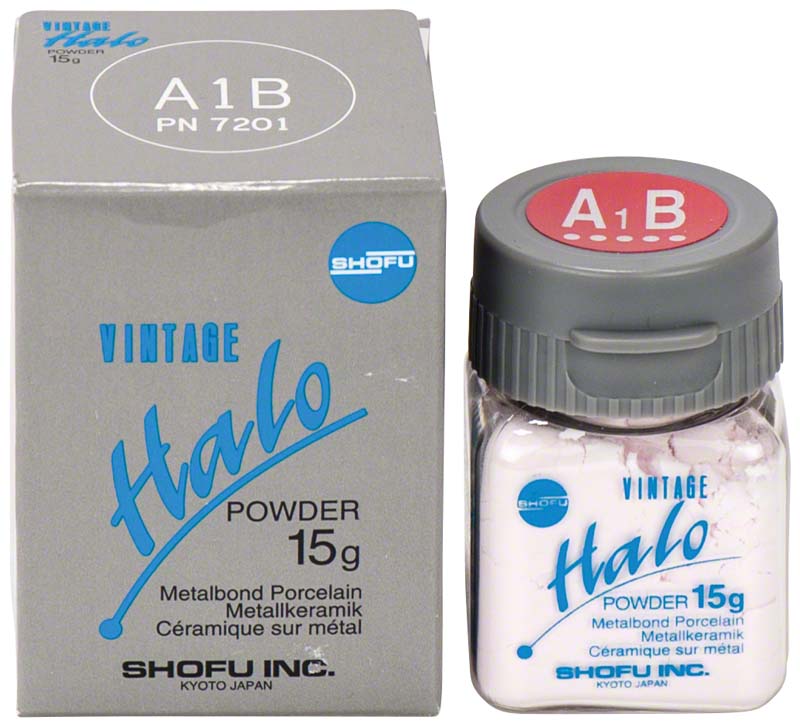 VINTAGE
Halo
POWDER
15g
A1B
PN 7201
SHOFU
VINTAGE
Halo
POWDER
15g
Metalbond Porcelain
Metallkeramik
Céramique sur métal
SHOFU INC.
KYOTO JAPAN
A1B
SHOFU
VINTAGE
Halo
POWDER 15g
Metalbond Porcelain
Metallkeramik
Céramique sur métal
SHOFU INC.
KYOTO JAPAN